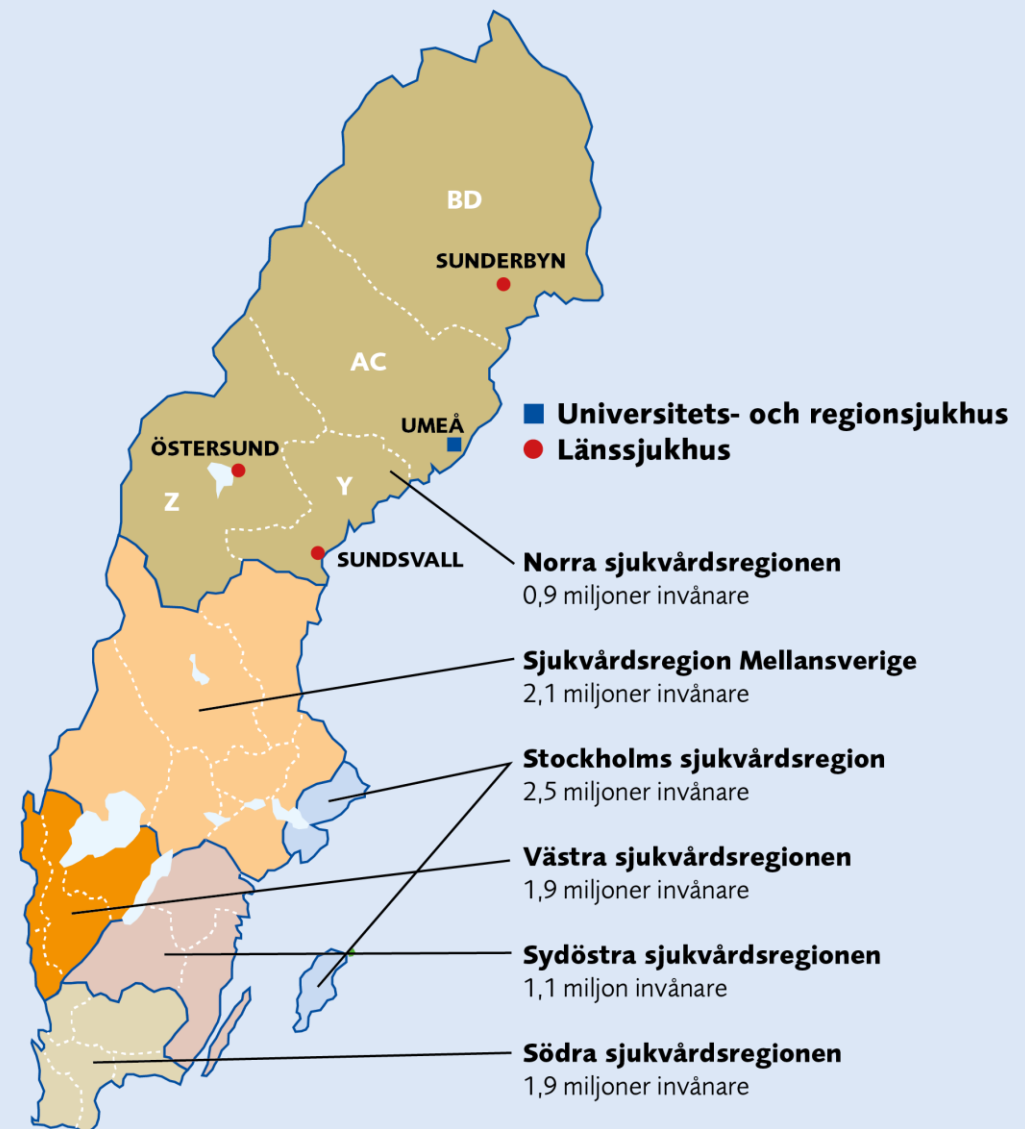 BD
SUNDERBYN
AC
UMEÅ
ÖSTERSUND
Y
Z
SUNDSVALL
Universitets- och regionsjukhus
Länssjukhus
Norra sjukvårdsregionen
0,9 miljoner invånare
Sjukvårdsregion Mellansverige
2,1 miljoner invånare
Stockholms sjukvårdsregion
2,5 miljoner invånare
Västra sjukvårdsregionen
1,9 miljoner invånare
Sydöstra sjukvårdsregionen
1,1 miljon invånare
Södra sjukvårdsregionen
1,9 miljoner invånare